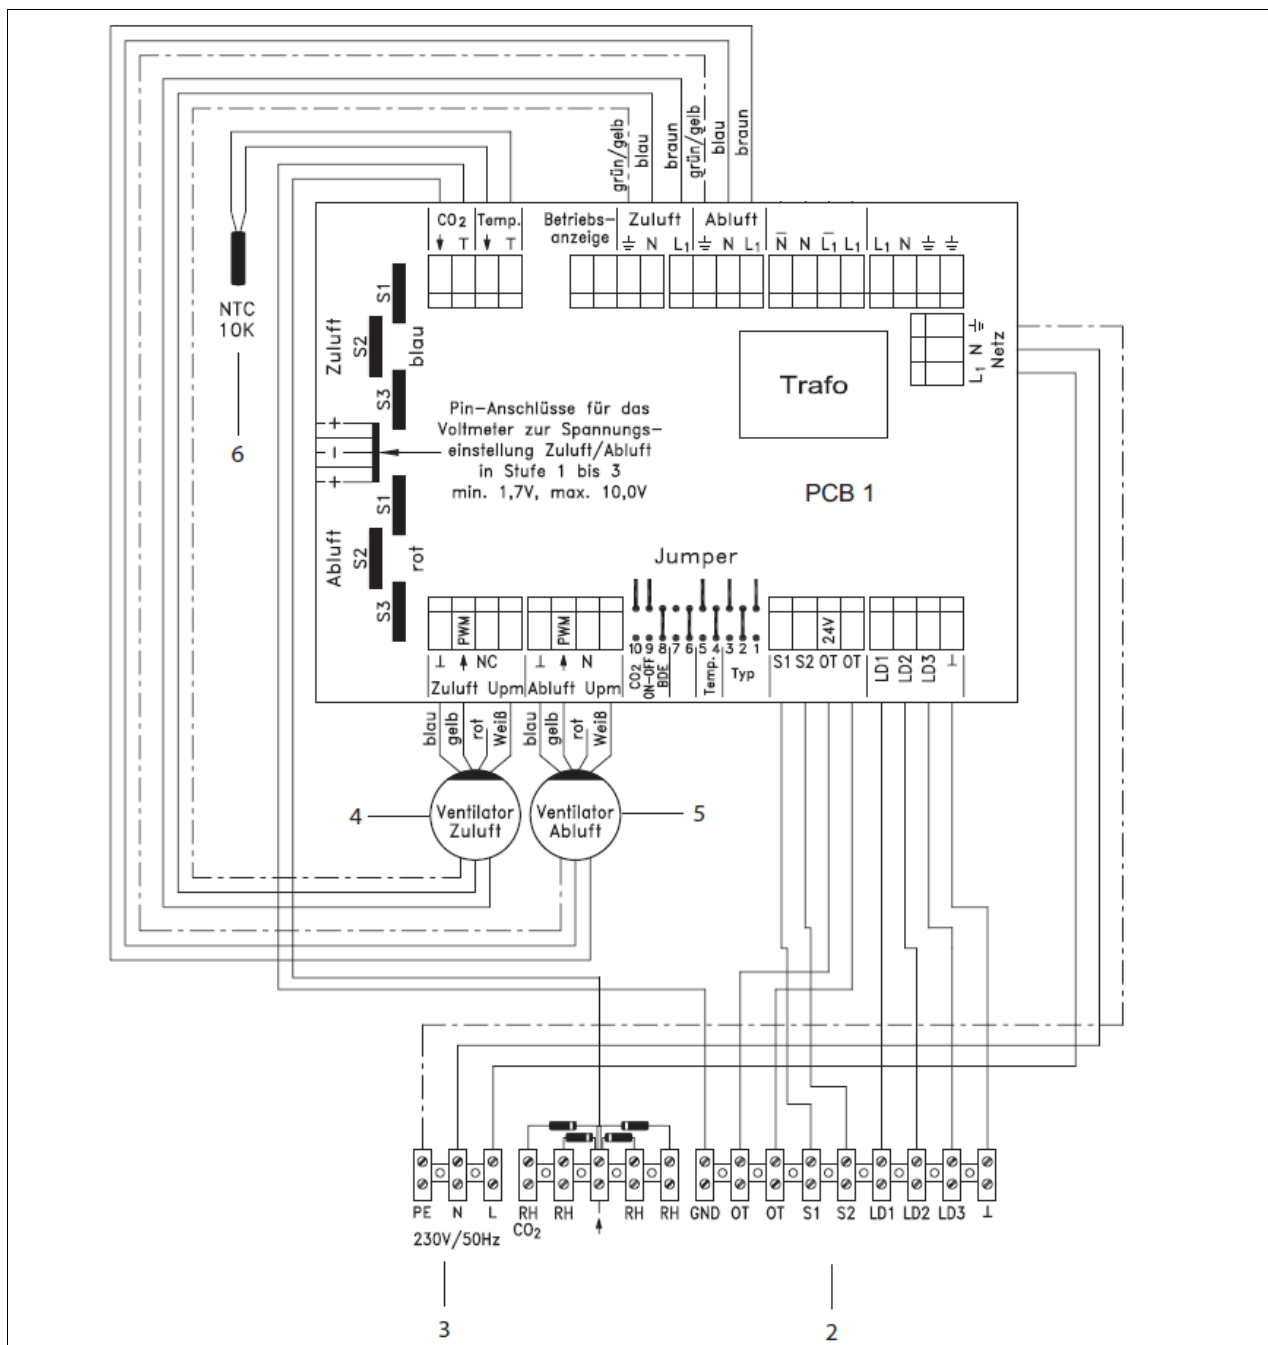 grün/gelb
blau
braun
grün/gelb
blau
braun
CO2 Temp.
T T
Betriebs-
anzeige
Zuluft
Abluft
N L1
N L1
N N L1 L1
L1 N
L1 N
Netz
NTC
10K
6
Zuluft
S1
S2
S3
blau
+
-
+
Pin-Anschlüsse für das
Voltmeter zur Spannungs-
einstellung Zuluft/Abluft
in Stufe 1 bis 3
min. 1,7V, max. 10,0V
Trafo
PCB 1
Abluft
S1
S2
S3
rot
Jumper
PWM
NC
Zuluft Upm
PWM
N
Abluft Upm
10 9 8 7 6 5 4 3 2 1
CO2
ON-OFF
BDE
Temp.
Typ
24V
S1 S2 OT OT
LD1 LD2 LD3 ⊥
blau
gelb
rot
Weiß
blau
gelb
rot
Weiß
4
Ventilator
Zuluft
Ventilator
Abluft
5
PE N L
230V/50Hz
RH
CO2
RH
RH
RH
GND OT OT S1 S2 LD1 LD2 LD3 ⊥
3
2